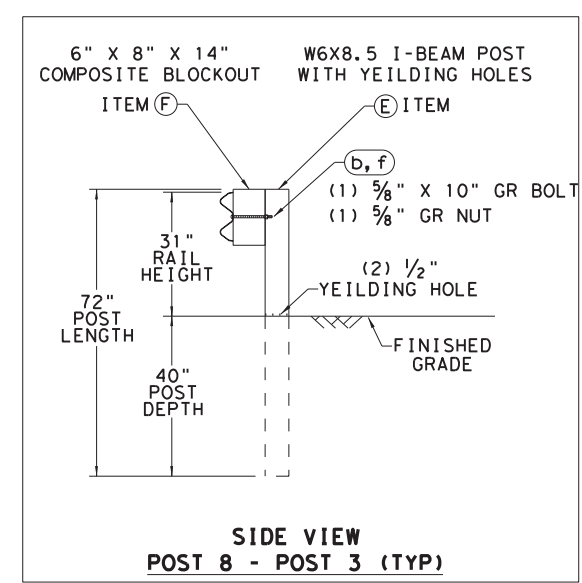 6" X 8" X 14"
COMPOSITE BLOCKOUT
ITEM F
W6X8.5 I-BEAM POST
WITH YEILDING HOLES
E ITEM
b, f
(1) 5/8" X 10" GR BOLT
(1) 5/8" GR NUT
31"
RAIL
HEIGHT
(2) 1/2"
YEILDING HOLE
72"
POST
LENGTH
FINISHED
GRADE
40"
POST
DEPTH
SIDE VIEW
POST 8 - POST 3 (TYP)